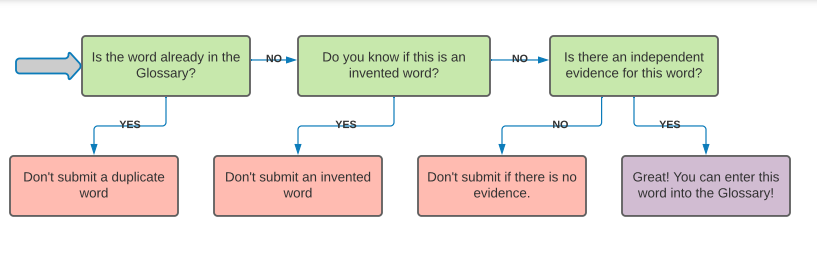 Is the word already in the
Glossary?
NO
Do you know if this is an
invented word?
NO
Is there an independent
evidence for this word?
YES
YES
NO
YES
Don't submit a duplicate
word
Don't submit an invented
word
Don't submit if there is no
evidence.
Great! You can enter this
word into the Glossary!